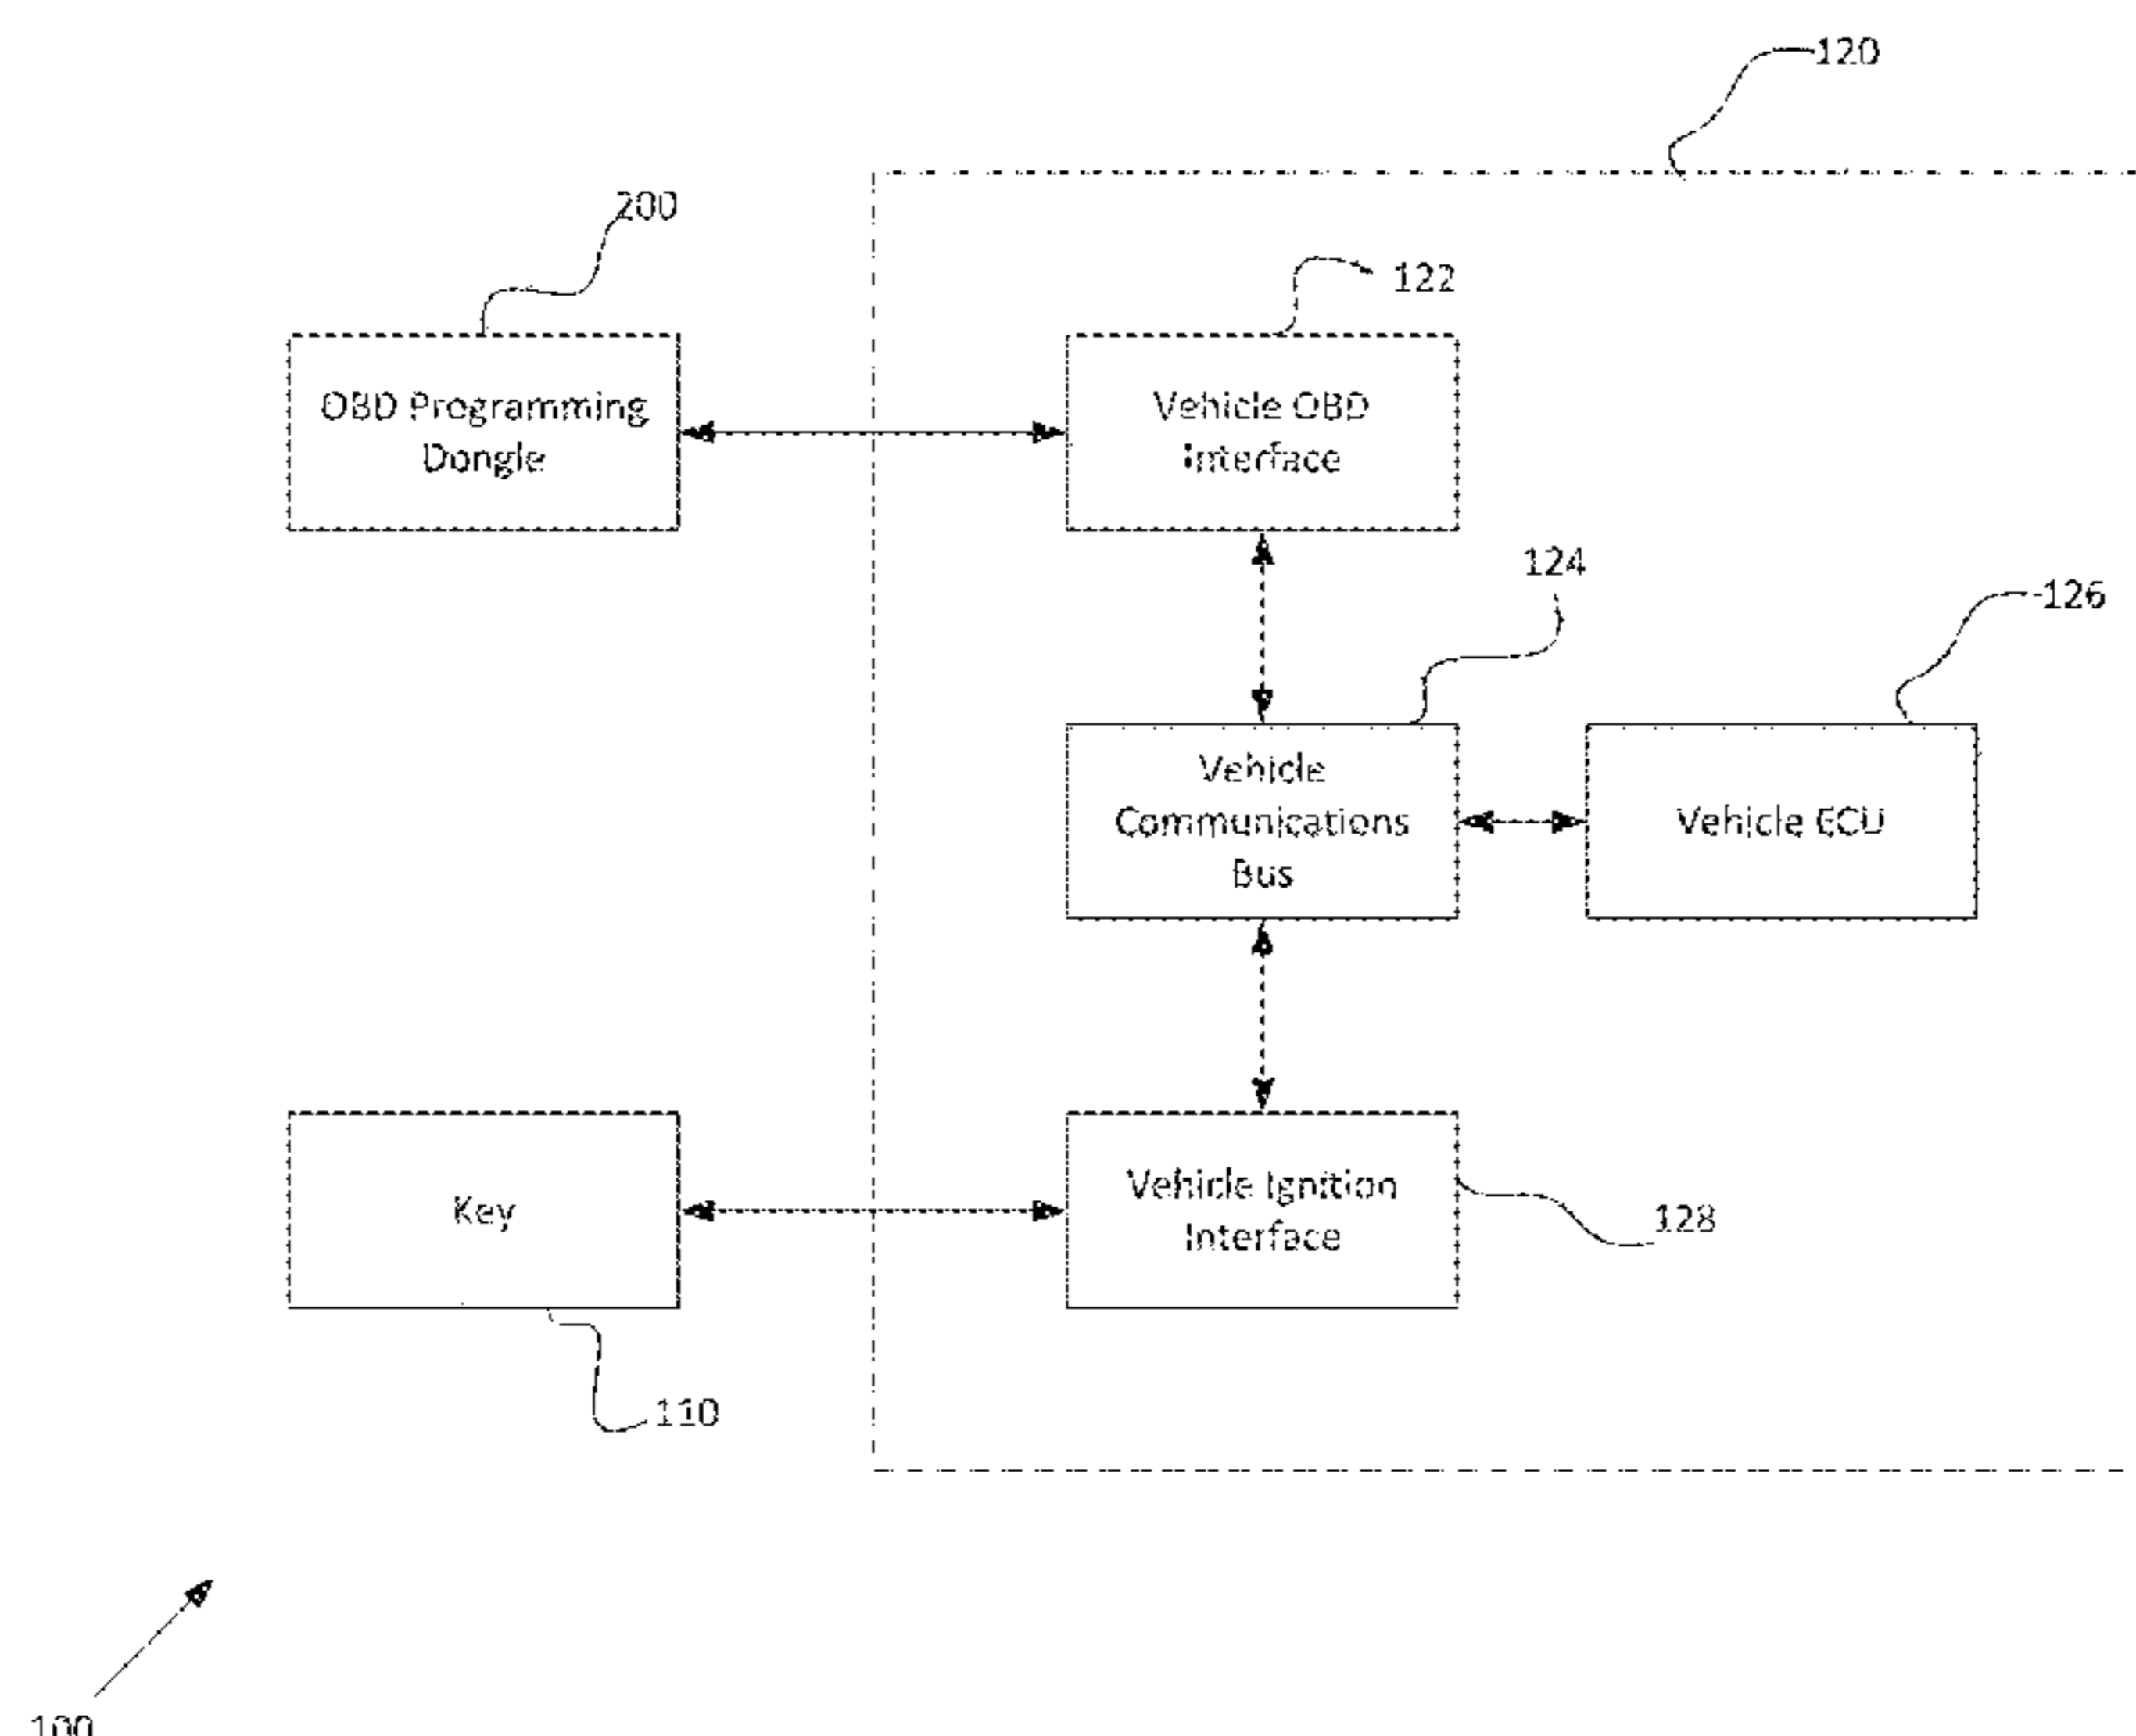 120
200
122
OBD Programming
Dongle
Vehicle OBD
Interface
124
126
Vehicle
Communications
Bus
Vehicle ECU
Key
Vehicle Ignition
Interface
128
110
100